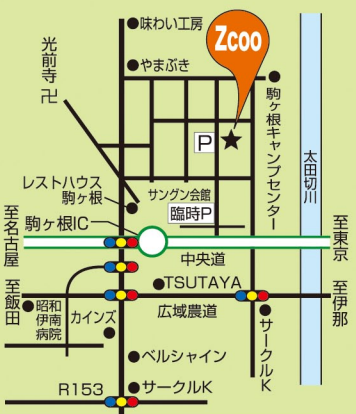 味わい工房
Zcoo
光前寺
卍
やまぶき
駒ヶ根キャンプセンター
P
太田切川
レストハウス
駒ヶ根
サングン会館
臨時P
至名古屋
駒ヶ根IC
至東京
中央道
至飯田
TSUTAYA
至伊那
昭和
伊南
病院
カインズ
広域農道
サークルK
ベルシャイン
R153
サークルK